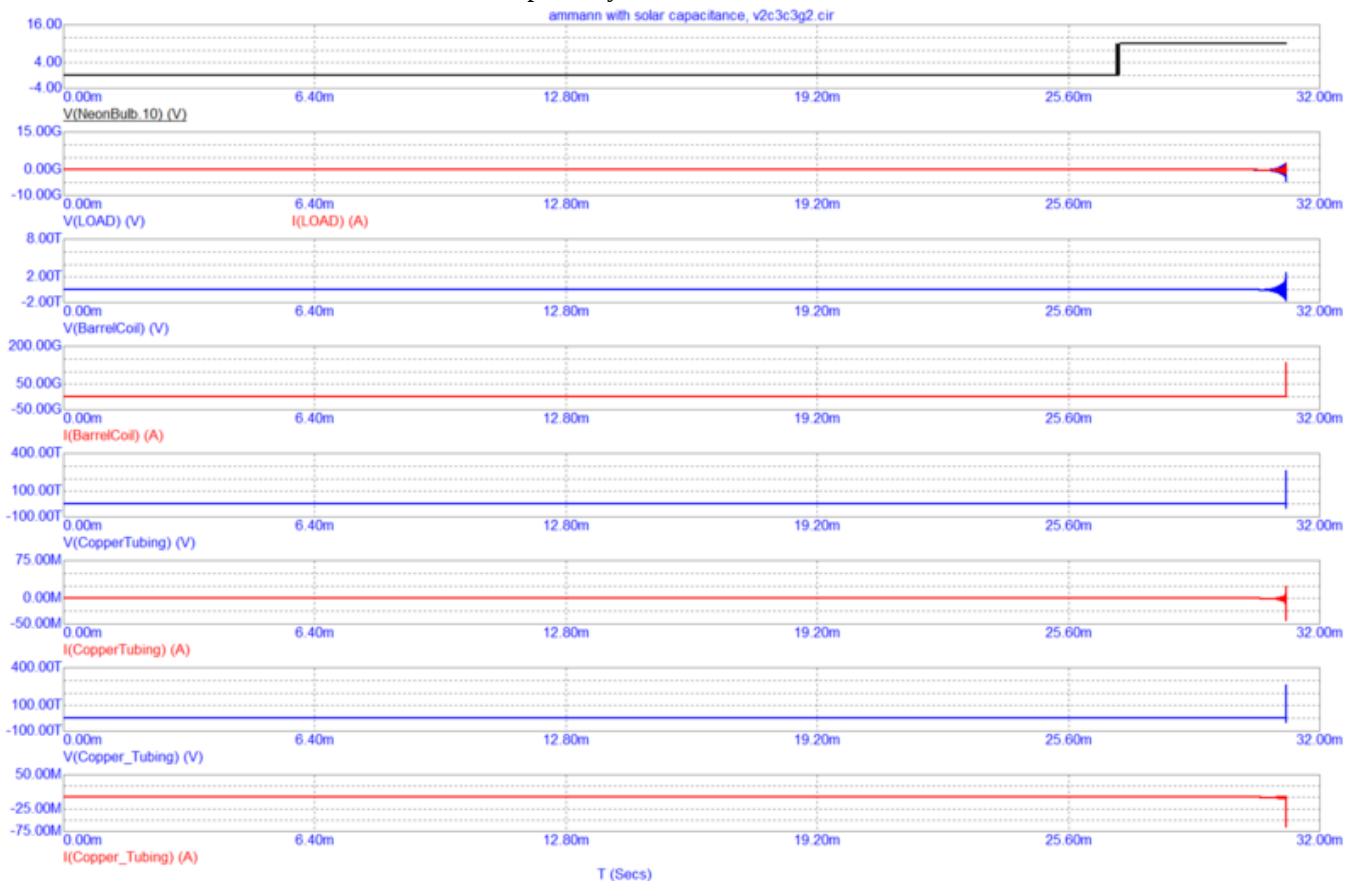 ammann with solar capacitance, v2c3c3g2.cir
16.00
4.00
-4.00
0.00m 6.40m 12.80m 19.20m 25.60m 32.00m
V(NeonBulb.10) (V)
15.00G
0.00G
-10.00G
0.00m 6.40m 12.80m 19.20m 25.60m 32.00m
V(LOAD) (V) I(LOAD) (A)
8.00T
2.00T
-2.00T
0.00m 6.40m 12.80m 19.20m 25.60m 32.00m
V(BarrelCoil) (V)
200.00G
50.00G
-50.00G
0.00m 6.40m 12.80m 19.20m 25.60m 32.00m
I(BarrelCoil) (A)
400.00T
100.00T
-100.00T
0.00m 6.40m 12.80m 19.20m 25.60m 32.00m
V(CopperTubing) (V)
75.00M
0.00M
-50.00M
0.00m 6.40m 12.80m 19.20m 25.60m 32.00m
I(CopperTubing) (A)
400.00T
100.00T
-100.00T
0.00m 6.40m 12.80m 19.20m 25.60m 32.00m
V(Copper_Tubing) (V)
50.00M
-25.00M
-75.00M
0.00m 6.40m 12.80m 19.20m 25.60m 32.00m
I(Copper_Tubing) (A)
T (Secs)